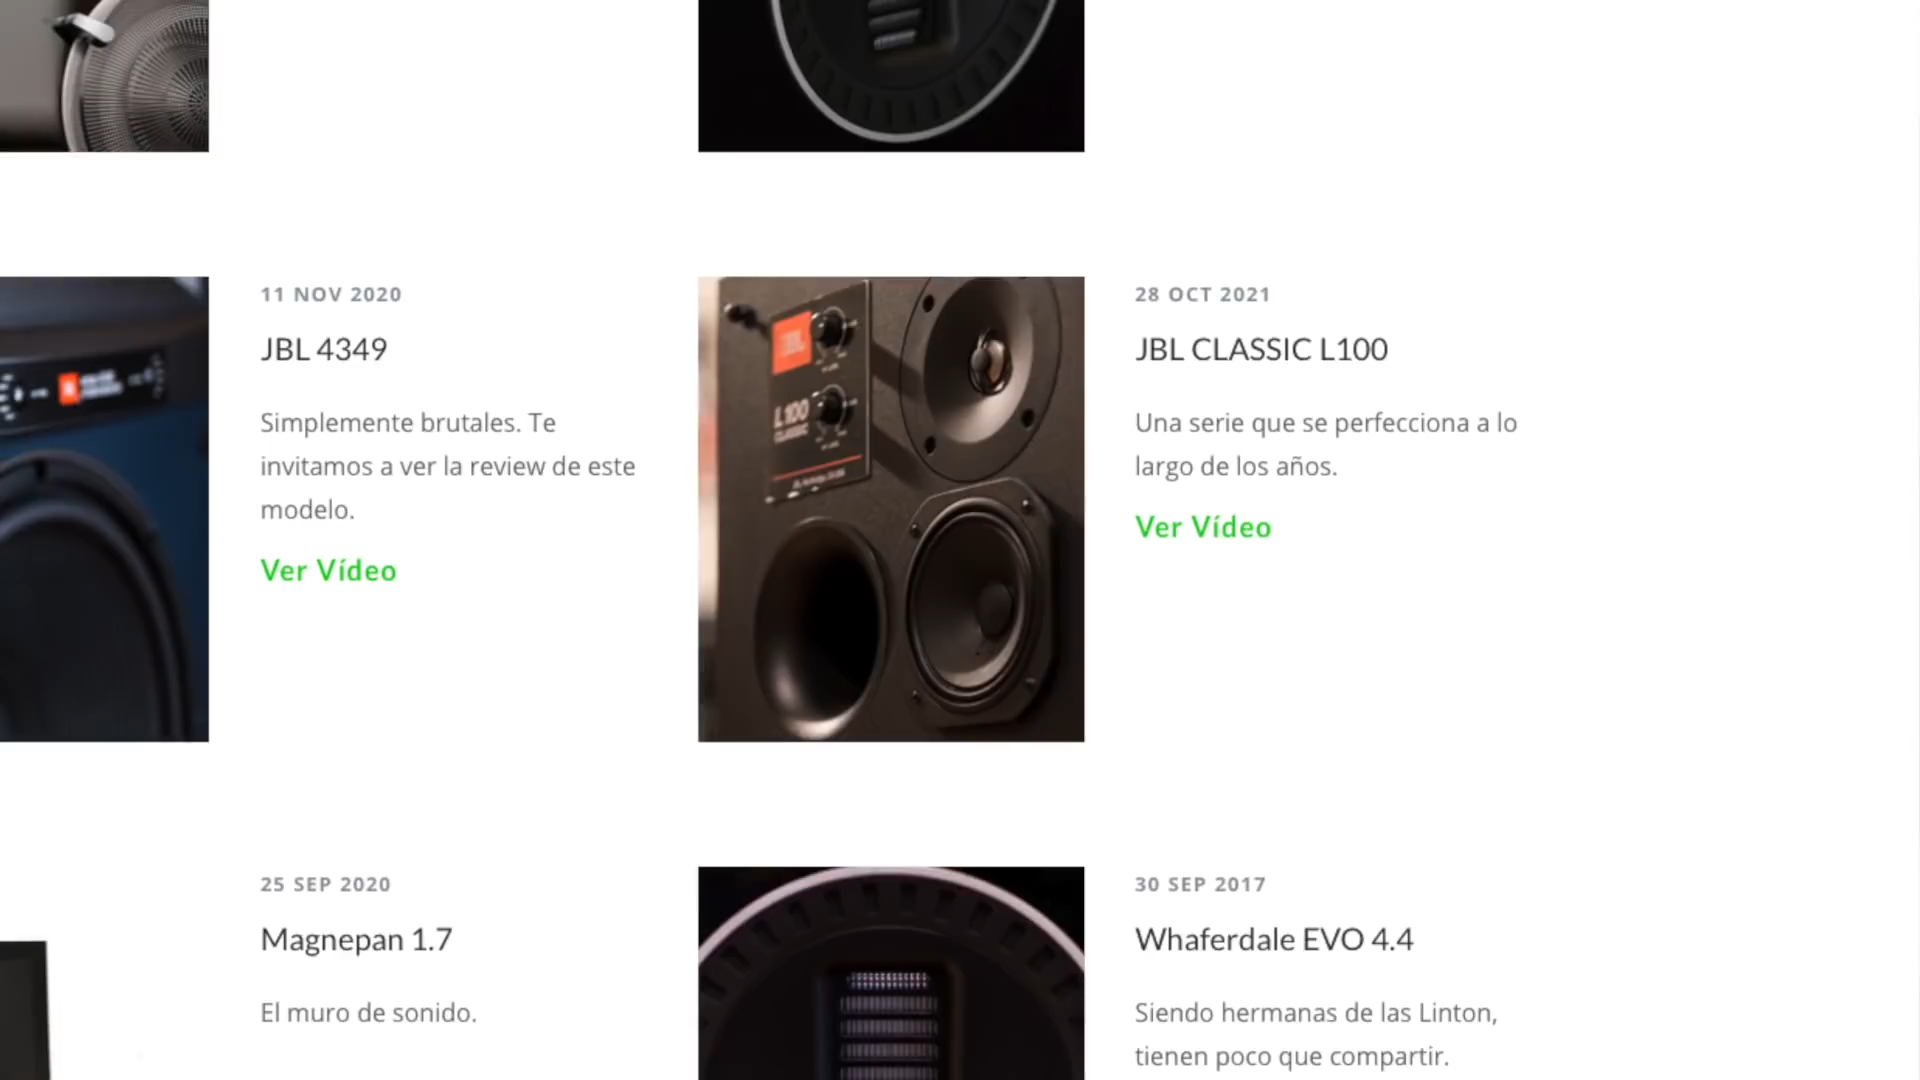 11 NOV 2020
JBL 4349
Simplemente brutales. Te
invitamos a ver la review de este
modelo.
Ver Vídeo
JBL
L100
CLASSIC
28 OCT 2021
JBL CLASSIC L100
Una serie que se perfecciona a lo
largo de los años.
Ver Vídeo
25 SEP 2020
Magnepan 1.7
El muro de sonido.
30 SEP 2017
Whaferdale EVO 4.4
Siendo hermanas de las Linton,
tienen poco que compartir.